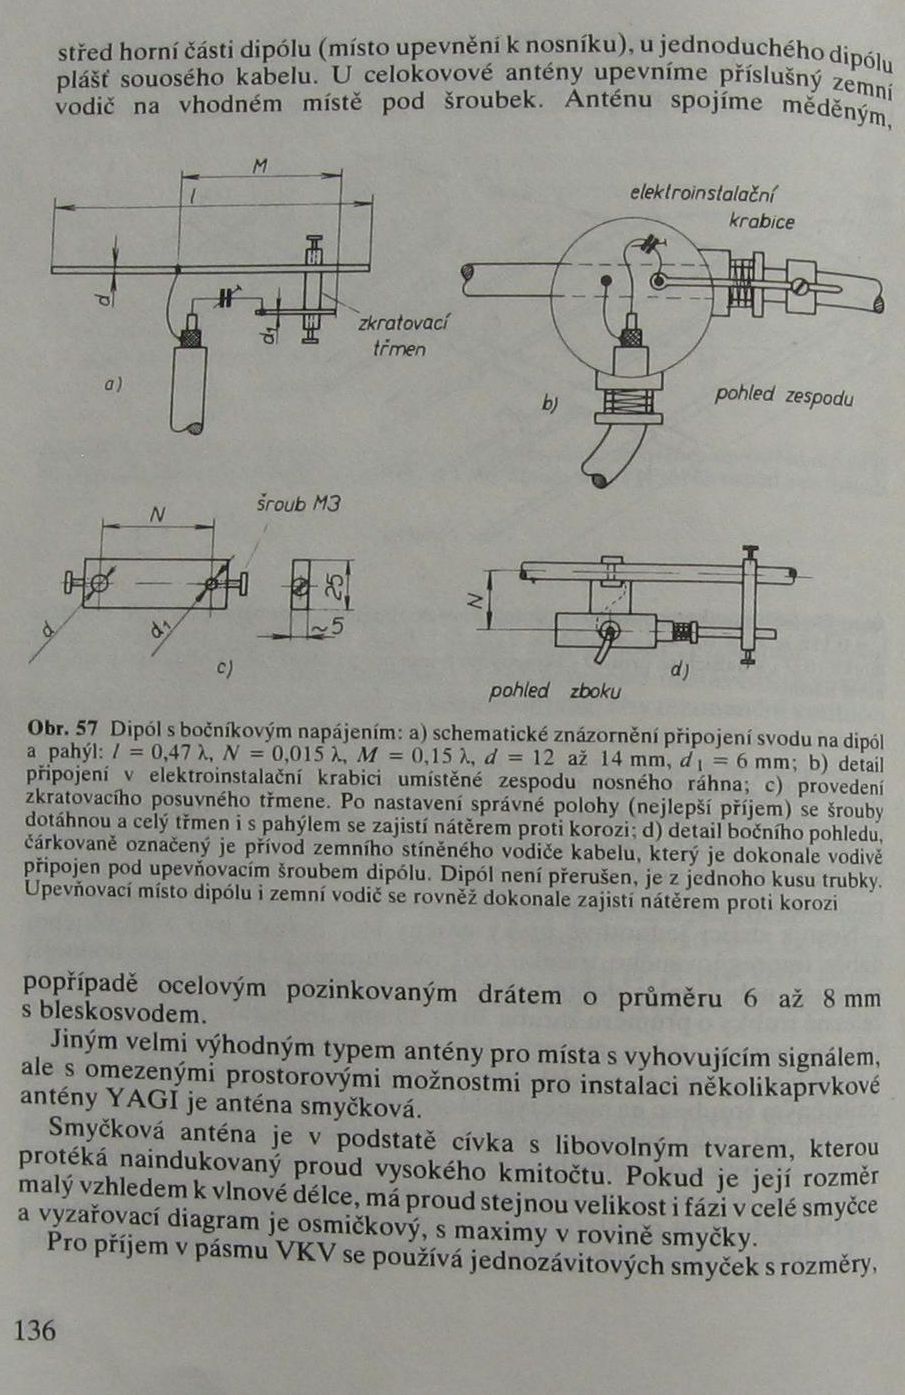 střed horní části dipólu (místo upevnění k nosníku), u jednoduchého dipólu
plášť souosého kabelu. U celokovové antény upevníme příslušný zemní
vodič na vhodném místě pod šroubek. Anténu spojíme měděným,
M
l
elektroinstalační
krabice
d
d1
zkratovací
třmen
a)
b)
pohled zespodu
N
šroub M3
25
~5
d
d1
c)
N
d)
pohled zboku
Obr. 57 Dipól s bočníkovým napájením: a) schematické znázornění připojení svodu na dipól
a pahýl: l = 0,47 λ, N = 0,015 λ, M = 0,15 λ, d = 12 až 14 mm, d1 = 6 mm; b) detail
připojení v elektroinstalační krabici umístěné zespodu nosného ráhna; c) provedení
zkratovacího posuvného třmene. Po nastavení správné polohy (nejlepší příjem) se šrouby
dotáhnou a celý třmen i s pahýlem se zajistí nátěrem proti korozi; d) detail bočního pohledu,
čárkovaně označený je přívod zemního stíněného vodiče kabelu, který je dokonale vodivě
připojen pod upevňovacím šroubem dipólu. Dipól není přerušen, je z jednoho kusu trubky.
Upevňovací místo dipólu i zemní vodič se rovněž dokonale zajistí nátěrem proti korozi
popřípadě ocelovým pozinkovaným drátem o průměru 6 až 8 mm
s bleskosvodem.
Jiným velmi výhodným typem antény pro místa s vyhovujícím signálem,
ale s omezenými prostorovými možnostmi pro instalaci několikaprvkové
antény YAGI je anténa smyčková.
Smyčková anténa je v podstatě cívka s libovolným tvarem, kterou
protéká naindukovaný proud vysokého kmitočtu. Pokud je její rozměr
malý vzhledem k vlnové délce, má proud stejnou velikost i fázi v celé smyčce
a vyzařovací diagram je osmičkový, s maximy v rovině smyčky.
Pro příjem v pásmu VKV se používá jednozávitových smyček s rozměry,
136